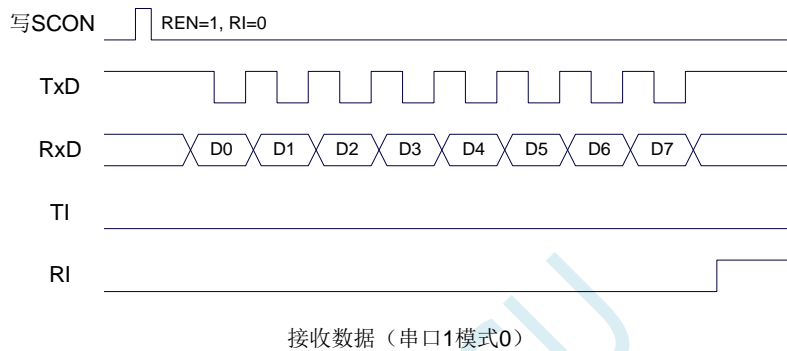 写SCON REN=1, RI=0
TxD
RxD D0 D1 D2 D3 D4 D5 D6 D7
TI
RI
接收数据（串口1模式0）